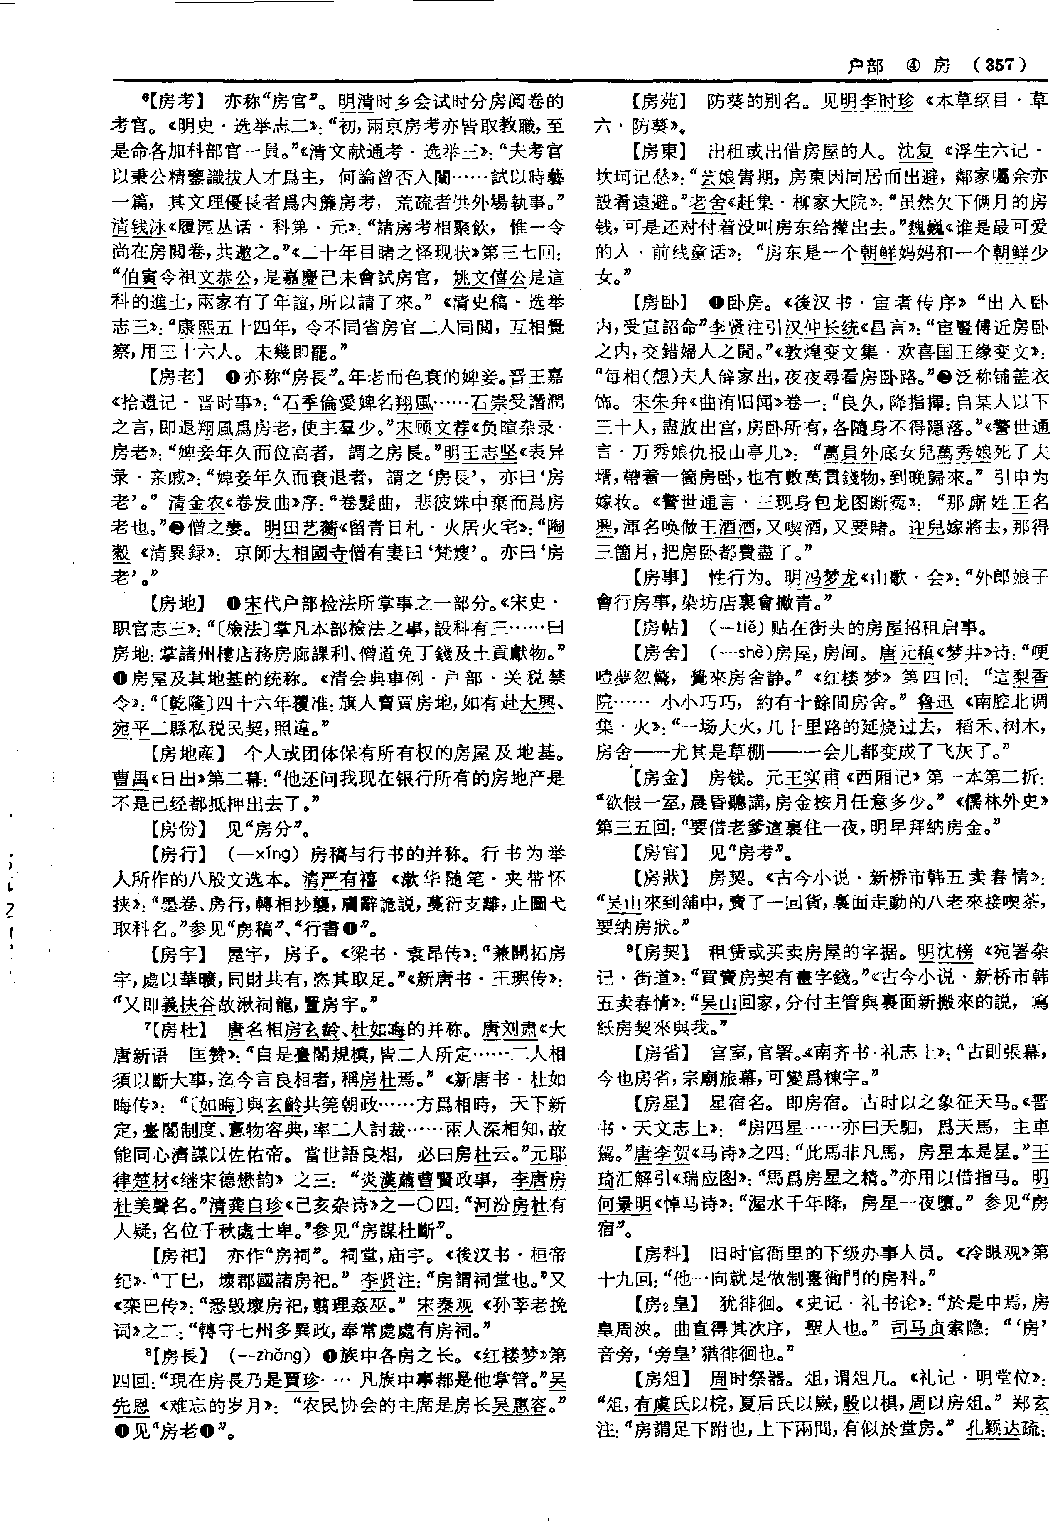 户部 ④ 房 （357）
⁶【房考】 亦称“房官”。明清时乡会试时分房阅卷的
考官。《明史·选举志二》：“初，兩京房考亦皆取教職，至
是命各加科部官一員。”《清文献通考·选举三》：“夫考官
以秉公精鑒識拔人才爲主，何論曾否入闈……試以時藝
一篇，其文理優長者爲内簾房考，荒疏者供外場執事。”
清钱泳《履园丛话·科第·元》：“諸房考相聚飲，惟一令
尚在房閲卷，共邀之。”《二十年目睹之怪现状》第三七回：
“伯寅令祖文恭公，是嘉慶己未會試房官，姚文僖公是這
科的進士，兩家有了年誼，所以請了來。”《清史稿·选举
志三》：“康熙五十四年，令不同省房官二人同閲，互相覺
察，用三十六人。未幾即罷。”
【房老】 ❶亦称“房長”。年老而色衰的婢妾。晋王嘉
《拾遗记·晋时事》：“石季倫愛婢名翔風……石崇受譖潤
之言，即退翔風爲房老，使主羣少。”宋顾文荐《负暄杂录·
房老》：“婢妾年久而位高者，謂之房長。”明王志坚《表异
录·亲戚》：“婢妾年久而衰退者，謂之‘房長’，亦曰‘房
老’。”清金农《卷发曲》序：“卷髮曲，悲彼姝中棄而爲房
老也。”❷僧之妻。明田艺蘅《留青日札·火居火宅》：“陶
穀《清異録》：京師大相國寺僧有妻曰‘梵嫂’。亦曰‘房
老’。”
【房地】 ❶宋代户部检法所掌事之一部分。《宋史·
职官志三》：“〔檢法〕掌凡本部檢法之事，設科有三……曰
房地：掌諸州樓店務房廊課利、僧道免丁錢及土貢獻物。”
❶房屋及其地基的统称。《清会典事例·户部·关税禁
令》：“〔乾隆〕四十六年覆准：旗人賣買房地，如有赴大興、
宛平二縣私税民契，照違。”
【房地産】 个人或团体保有所有权的房屋及地基。
曹禺《日出》第二幕：“他还问我现在银行所有的房地产是
不是已经都抵押出去了。”
【房份】 见“房分”。
【房行】 （—xíng）房稿与行书的并称。行书为举
人所作的八股文选本。清严有禧《漱华随笔·夹带怀
挟》：“墨卷、房行，轉相抄襲，膚辭詭説，蔓衍支離，止圖弋
取科名。”参见“房稿”、“行書❶”。
【房宇】 屋宇，房子。《梁书·袁昂传》：“兼開拓房
宇，處以華曠，同財共有，恣其取足。”《新唐书·王珙传》：
“又即義扶谷故湫祠龍，置房宇。”
⁷【房杜】 唐名相房玄齡、杜如晦的并称。唐刘肃《大
唐新语 匡赞》：“自是臺閣規模，皆二人所定……二人相
須以斷大事，迄今言良相者，稱房杜焉。”《新唐书·杜如
晦传》：“〔如晦〕與玄齡共筦朝政……方爲相時，天下新
定，臺閣制度、憲物容典，率二人討裁……兩人深相知，故
能同心濟謀以佐佑帝。當世語良相，必曰房杜云。”元耶
律楚材《继宋德懋韵》之三：“炎漢蕭曹賢政事，李唐房
杜美聲名。”清龚自珍《己亥杂诗》之一〇四：“河汾房杜有
人疑，名位千秋處士卑。”参见“房謀杜斷”。
【房祀】 亦作“房祠”。祠堂，庙宇。《後汉书·桓帝
纪》：“丁巳，壞郡國諸房祀。”李贤注：“房謂祠堂也。”又
《栾巴传》：“悉毁壞房祀，翦理姦巫。”宋秦观《孙莘老挽
词》之二：“轉守七州多異政，奉常處處有房祠。”
⁸【房長】 （—zhǎng）❶族中各房之长。《红楼梦》第
四回：“現在房長乃是賈珍…… 凡族中事都是他掌管。”吴
先恩《难忘的岁月》：“农民协会的主席是房长吴惠容。”
❶见“房老❶”。
【房苑】 防葵的别名。见明李时珍《本草纲目·草
六·防葵》。
【房東】 出租或出借房屋的人。沈复《浮生六记·
坎坷记愁》：“芸娘青期，房東因同居而出避，鄰家囑余亦
設肴遠避。”老舍《赶集·柳家大院》：“虽然欠下俩月的房
钱，可是还对付着没叫房东给撵出去。”魏巍《谁是最可爱
的人·前线童话》：“房东是一个朝鲜妈妈和一个朝鲜少
女。”
【房卧】 ❶卧房。《後汉书·宦者传序》“出入卧
内，受宣詔命”李贤注引汉仲长统《昌言》：“宦豎傅近房卧
之内，交錯婦人之閒。”《敦煌变文集·欢喜国王缘变文》：
“每相（想）夫人僻家出，夜夜尋看房卧路。”❷泛称铺盖衣
饰。宋朱弁《曲洧旧闻》卷一：“良久，降指揮：自某人以下
三十人，盡放出宫，房卧所有，各隨身不得隱落。”《警世通
言·万秀娘仇报山亭儿》：“萬員外底女兒萬秀娘死了夫
壻，帶着一箇房卧，也有數萬貫錢物，到晚歸來。”引申为
嫁妆。《警世通言·三现身包龙图断冤》：“那厮姓王名
興，渾名唤做王酒酒，又喫酒，又要賭。迎兒嫁將去，那得
三箇月，把房卧都費盡了。”
【房事】 性行为。明冯梦龙《山歌·会》：“外郎娘子
會行房事，染坊店裏會撇青。”
【房帖】 （—tiě）贴在街头的房屋招租启事。
【房舍】 （—shè）房屋，房间。唐元稹《梦井》诗：“哽
噎夢忽驚，覺來房舍静。”《红楼梦》第四回：“這梨香
院…… 小小巧巧，約有十餘間房舍。”鲁迅《南腔北调
集·火》：“一场大火，几十里路的延烧过去，稻禾、树木，
房舍——尤其是草棚——一会儿都变成了飞灰了。”
【房金】 房钱。元王实甫《西厢记》第一本第二折：
“欲假一室，晨昏聽講，房金按月任意多少。”《儒林外史》
第三五回：“要借老爹這裏住一夜，明早拜納房金。”
【房官】 见“房考”。
【房狀】 房契。《古今小说·新桥市韩五卖春情》：
“吴山來到舖中，賣了一回貨，裏面走動的八老來接喫茶，
要納房狀。”
⁹【房契】 租赁或买卖房屋的字据。明沈榜《宛署杂
记·街道》：“買賣房契有畫字錢。”《古今小说·新桥市韩
五卖春情》：“吴山回家，分付主管與裏面新搬來的説，寫
紙房契來與我。”
【房省】 宫室，官署。《南齐书·礼志上》：“古則張幕，
今也房省，宗廟旅幕，可變爲棟宇。”
【房星】 星宿名。即房宿。古时以之象征天马。《晋
书·天文志上》：“房四星……亦曰天駟，爲天馬，主車
駕。”唐李贺《马诗》之四：“此馬非凡馬，房星本是星。”王
琦汇解引《瑞应图》：“馬爲房星之精。”亦用以借指马。明
何景明《悼马诗》：“渥水千年降，房星一夜隳。”参见“房
宿”。
【房科】 旧时官衙里的下级办事人员。《冷眼观》第
十九回：“他一向就是做制臺衙門的房科。”
【房₂皇】 犹徘徊。《史记·礼书论》：“於是中焉，房
皇周浹。曲直得其次序，聖人也。”司马贞索隐：“‘房’
音旁，‘旁皇’猶徘徊也。”
【房俎】 周时祭器。俎，谓俎几。《礼记·明堂位》：
“俎，有虞氏以梡，夏后氏以嶡，殷以椇，周以房俎。”郑玄
注：“房謂足下跗也，上下兩間，有似於堂房。”孔颖达疏：